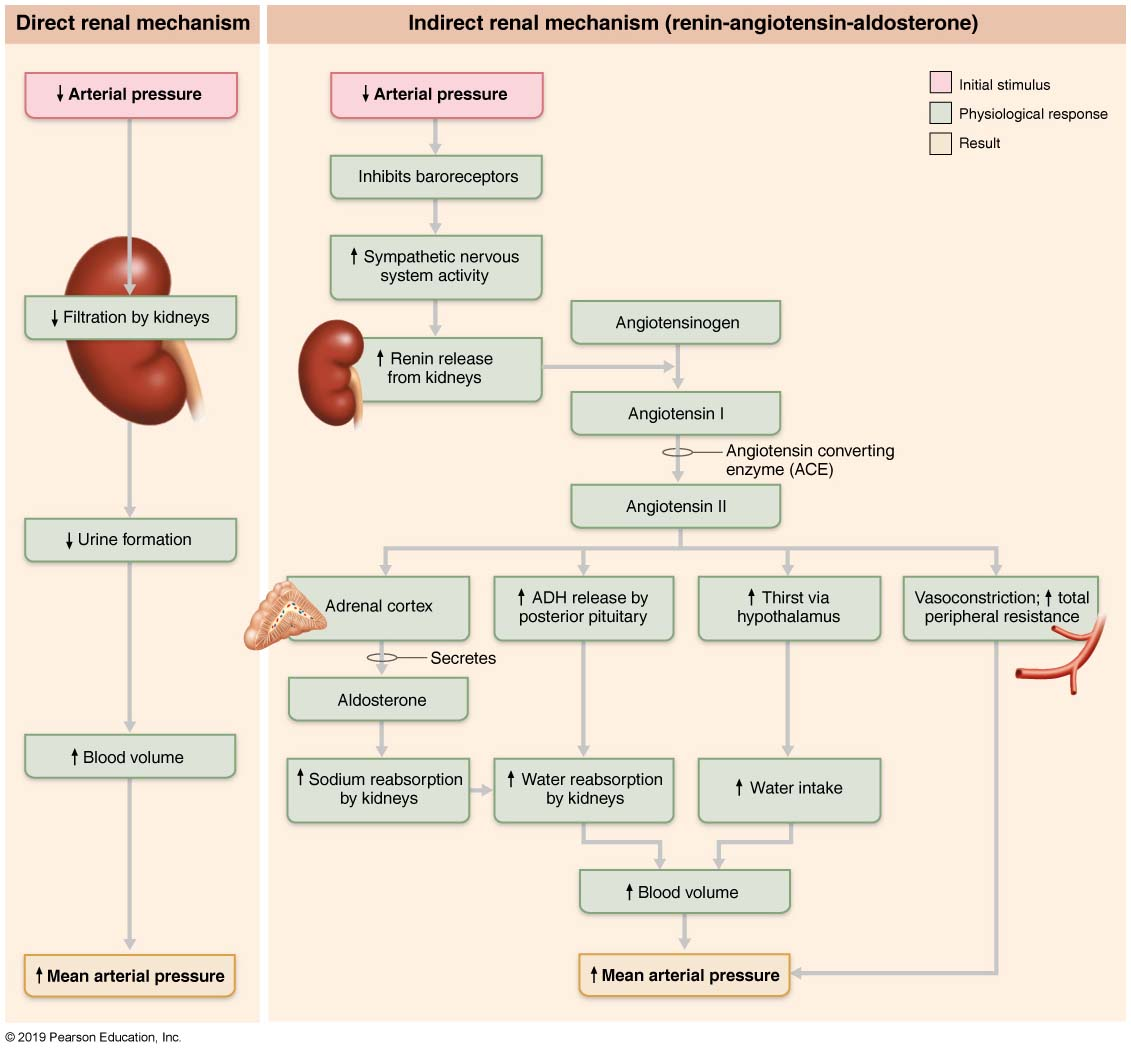 Direct renal mechanism
↓ Arterial pressure
↓ Filtration by kidneys
↓ Urine formation
↑ Blood volume
↑ Mean arterial pressure
Indirect renal mechanism (renin-angiotensin-aldosterone)
Initial stimulus
Physiological response
Result
↓ Arterial pressure
Inhibits baroreceptors
↑ Sympathetic nervous
system activity
↑ Renin release
from kidneys
Angiotensinogen
Angiotensin I
Angiotensin converting
enzyme (ACE)
Angiotensin II
Adrenal cortex
Secretes
Aldosterone
↑ Sodium reabsorption
by kidneys
↑ ADH release by
posterior pituitary
↑ Water reabsorption
by kidneys
↑ Thirst via
hypothalamus
↑ Water intake
Vasoconstriction; ↑ total
peripheral resistance
↑ Blood volume
↑ Mean arterial pressure
© 2019 Pearson Education, Inc.